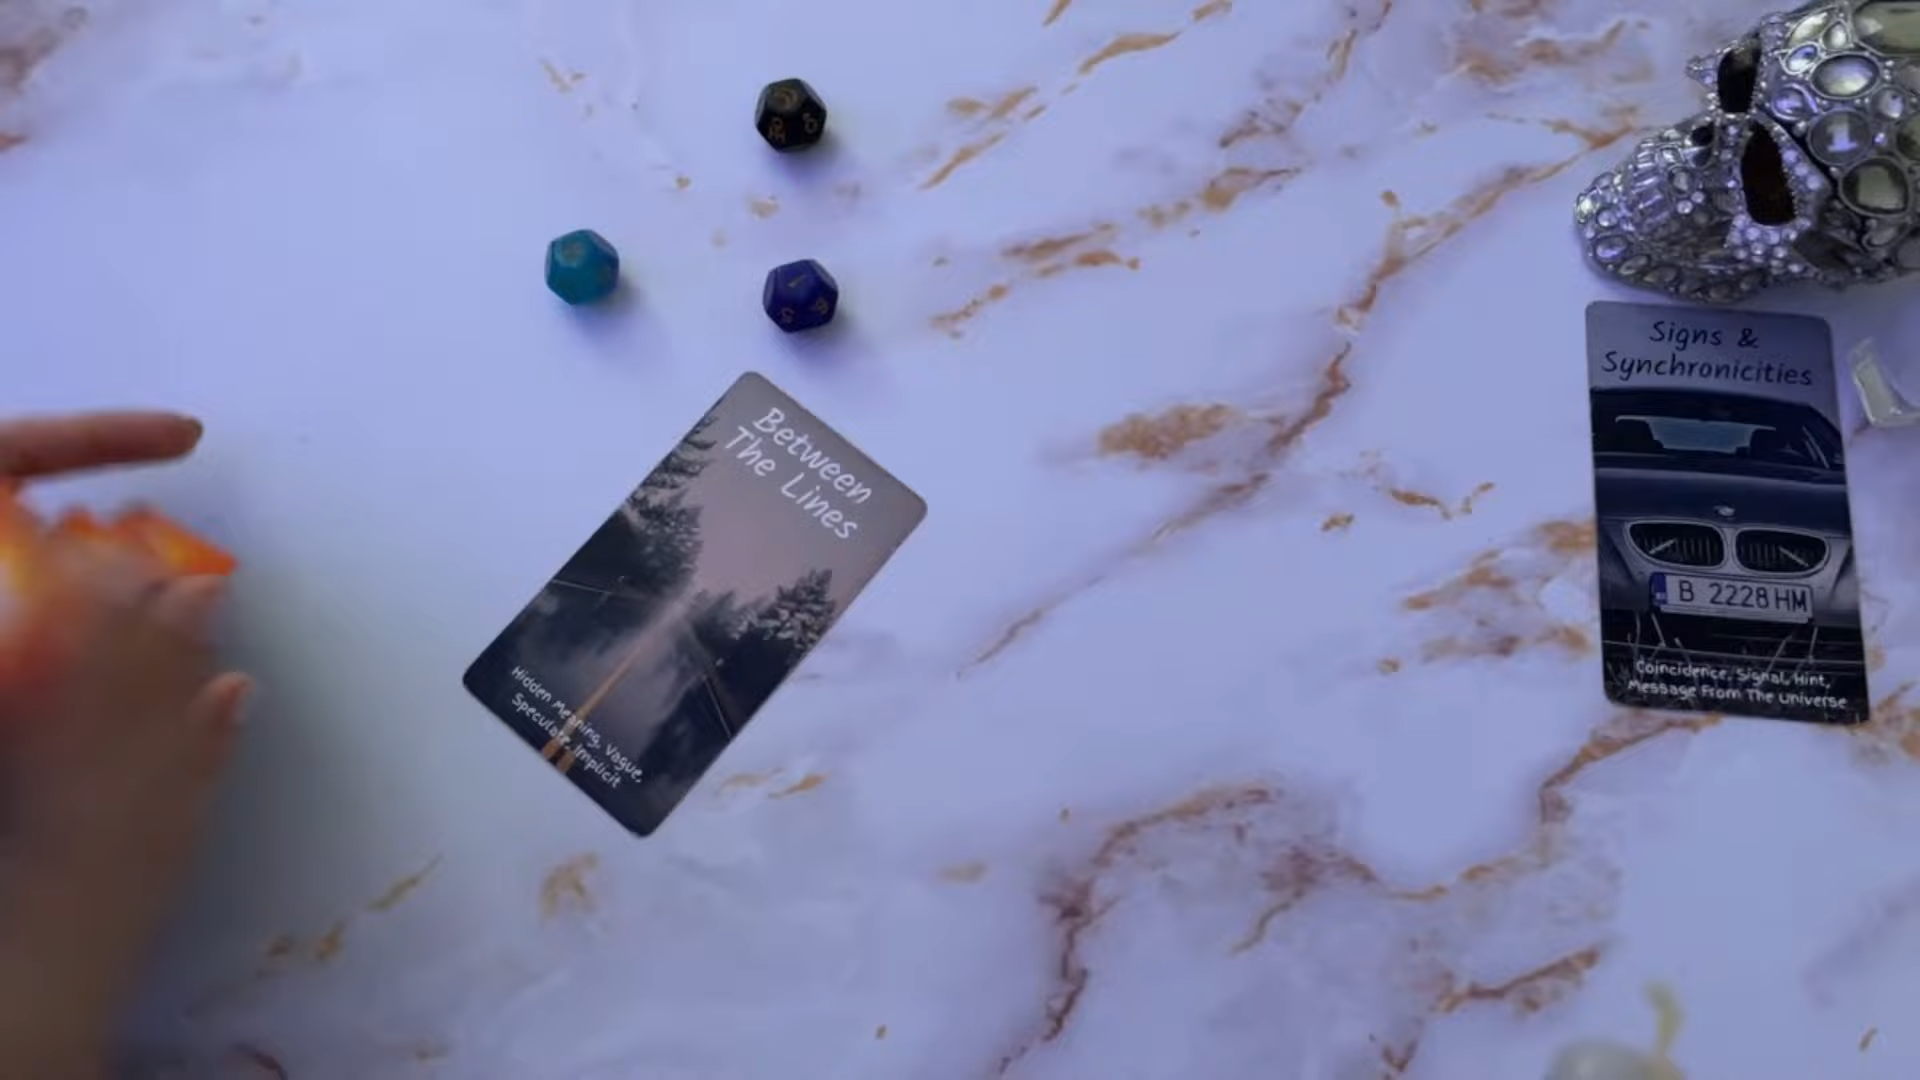 Between
The Lines
Hidden Meaning, Vague,
Speculate, Implicit
Signs &
Synchronicities
B 2228 HM
Coincidence, Signal, Hint,
Message From The Universe